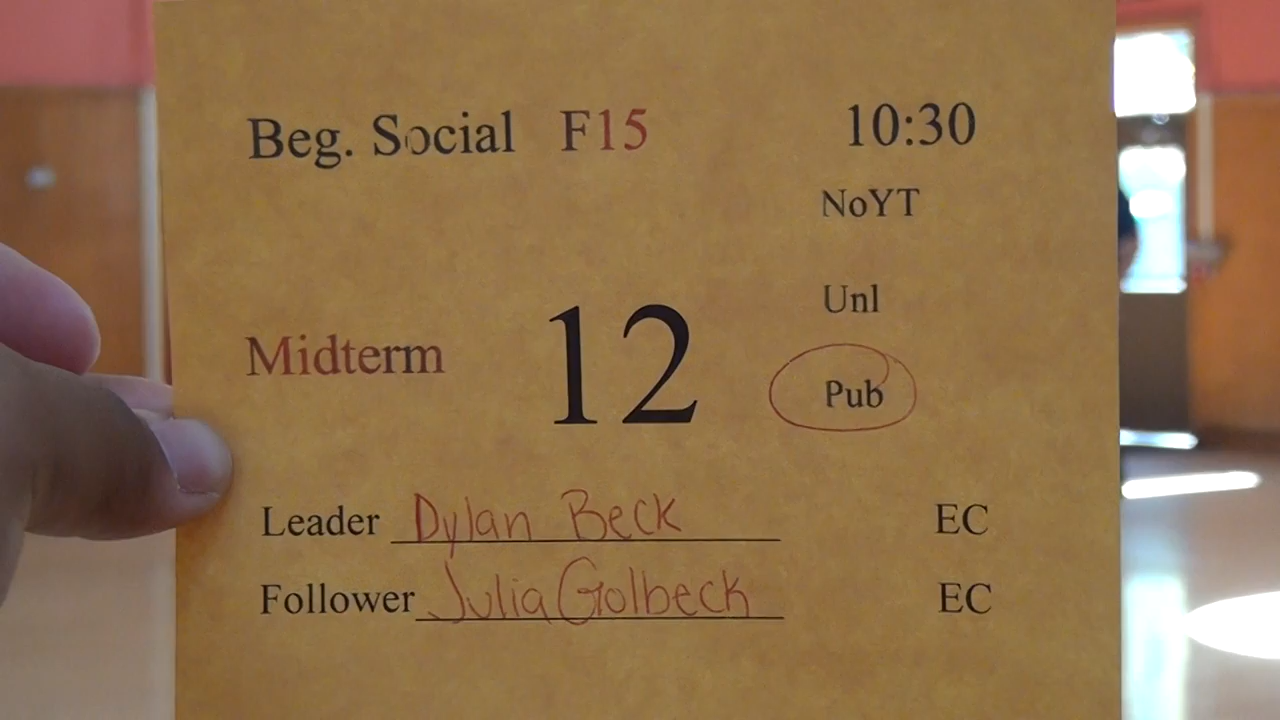 Beg. Social F15 10:30
NoYT
Unl
Midterm 12 Pub
Leader Dylan Beck EC
Follower Julia Golbeck EC